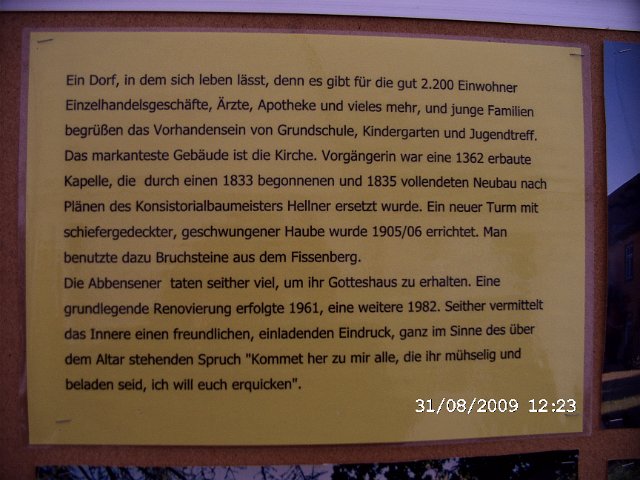 Ein Dorf, in dem sich leben lässt, denn es gibt für die gut 2.200 Einwohner
Einzelhandelsgeschäfte, Ärzte, Apotheke und vieles mehr, und junge Familien
begrüßen das Vorhandensein von Grundschule, Kindergarten und Jugendtreff.
Das markanteste Gebäude ist die Kirche. Vorgängerin war eine 1362 erbaute
Kapelle, die durch einen 1833 begonnenen und 1835 vollendeten Neubau nach
Plänen des Konsistorialbaumeisters Hellner ersetzt wurde. Ein neuer Turm mit
schiefergedeckter, geschwungener Haube wurde 1905/06 errichtet. Man
benutzte dazu Bruchsteine aus dem Fissenberg.
Die Abbensener taten seither viel, um ihr Gotteshaus zu erhalten. Eine
grundlegende Renovierung erfolgte 1961, eine weitere 1982. Seither vermittelt
das Innere einen freundlichen, einladenden Eindruck, ganz im Sinne des über
dem Altar stehenden Spruch "Kommet her zu mir alle, die ihr mühselig und
beladen seid, ich will euch erquicken".
31/08/2009 12:23